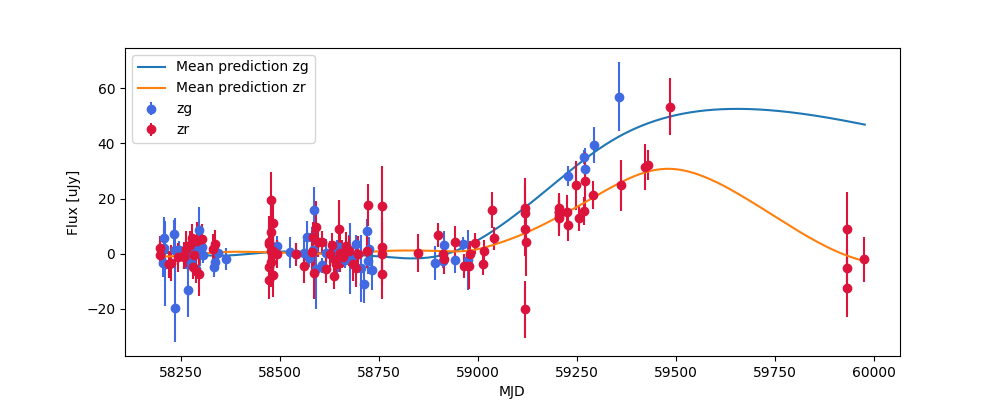 Mean prediction zg
Mean prediction zr
zg
zr
Flux [uJy]
60
40
20
0
−20
58250 58500 58750 59000 59250 59500 59750 60000
MJD